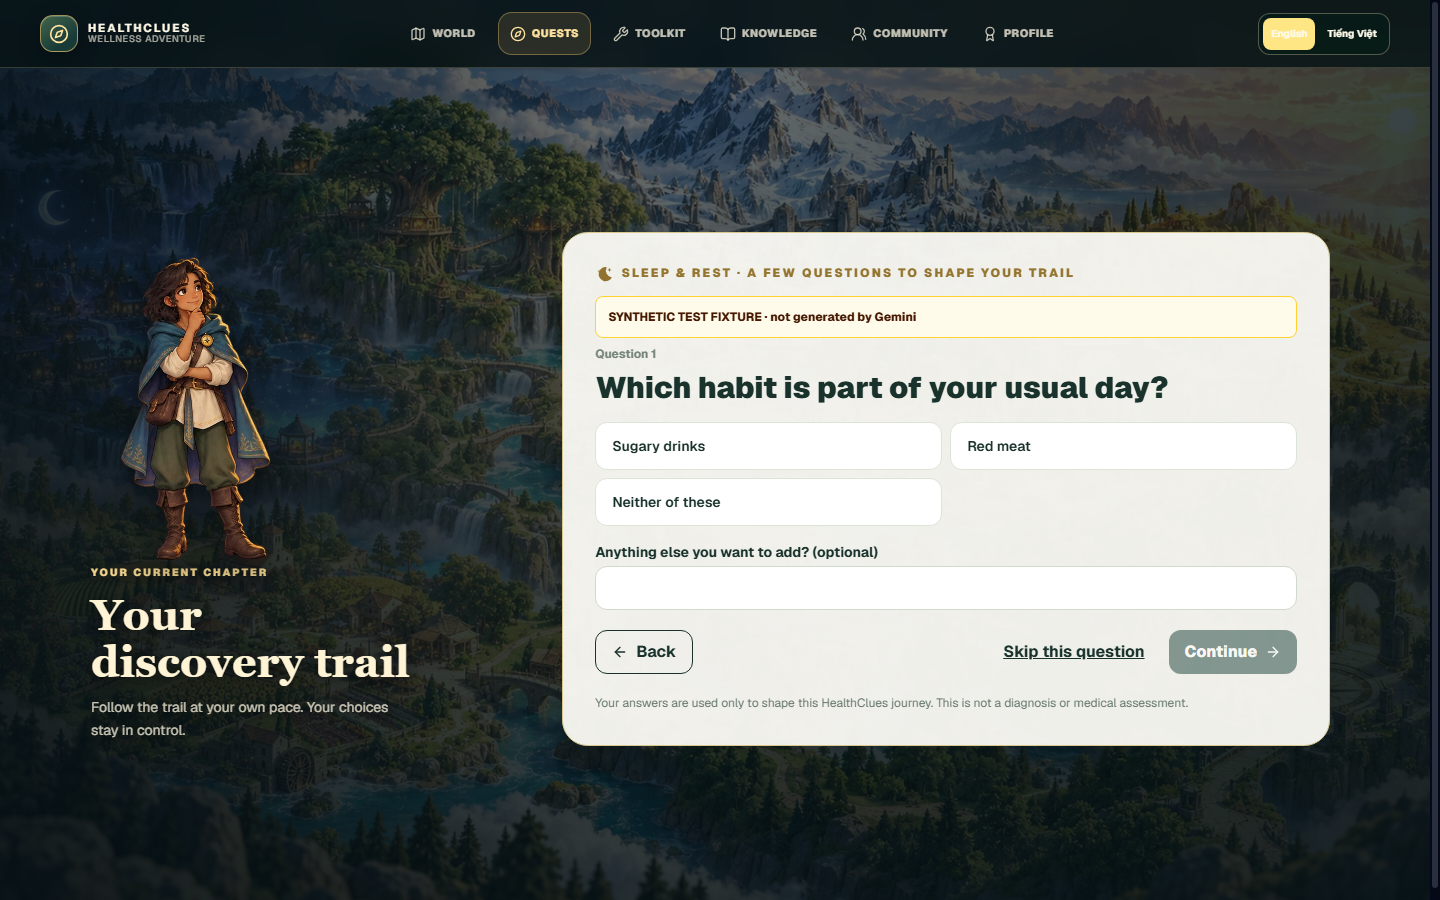 HEALTHCLUES
WELLNESS ADVENTURE
WORLD
QUESTS
TOOLKIT
KNOWLEDGE
COMMUNITY
PROFILE
English
Tiếng Việt
SLEEP & REST · A FEW QUESTIONS TO SHAPE YOUR TRAIL
SYNTHETIC TEST FIXTURE · not generated by Gemini
Question 1
Which habit is part of your usual day?
Sugary drinks
Red meat
Neither of these
Anything else you want to add? (optional)
← Back
Skip this question
Continue →
Your answers are used only to shape this HealthClues journey. This is not a diagnosis or medical assessment.
YOUR CURRENT CHAPTER
Your
discovery trail
Follow the trail at your own pace. Your choices
stay in control.